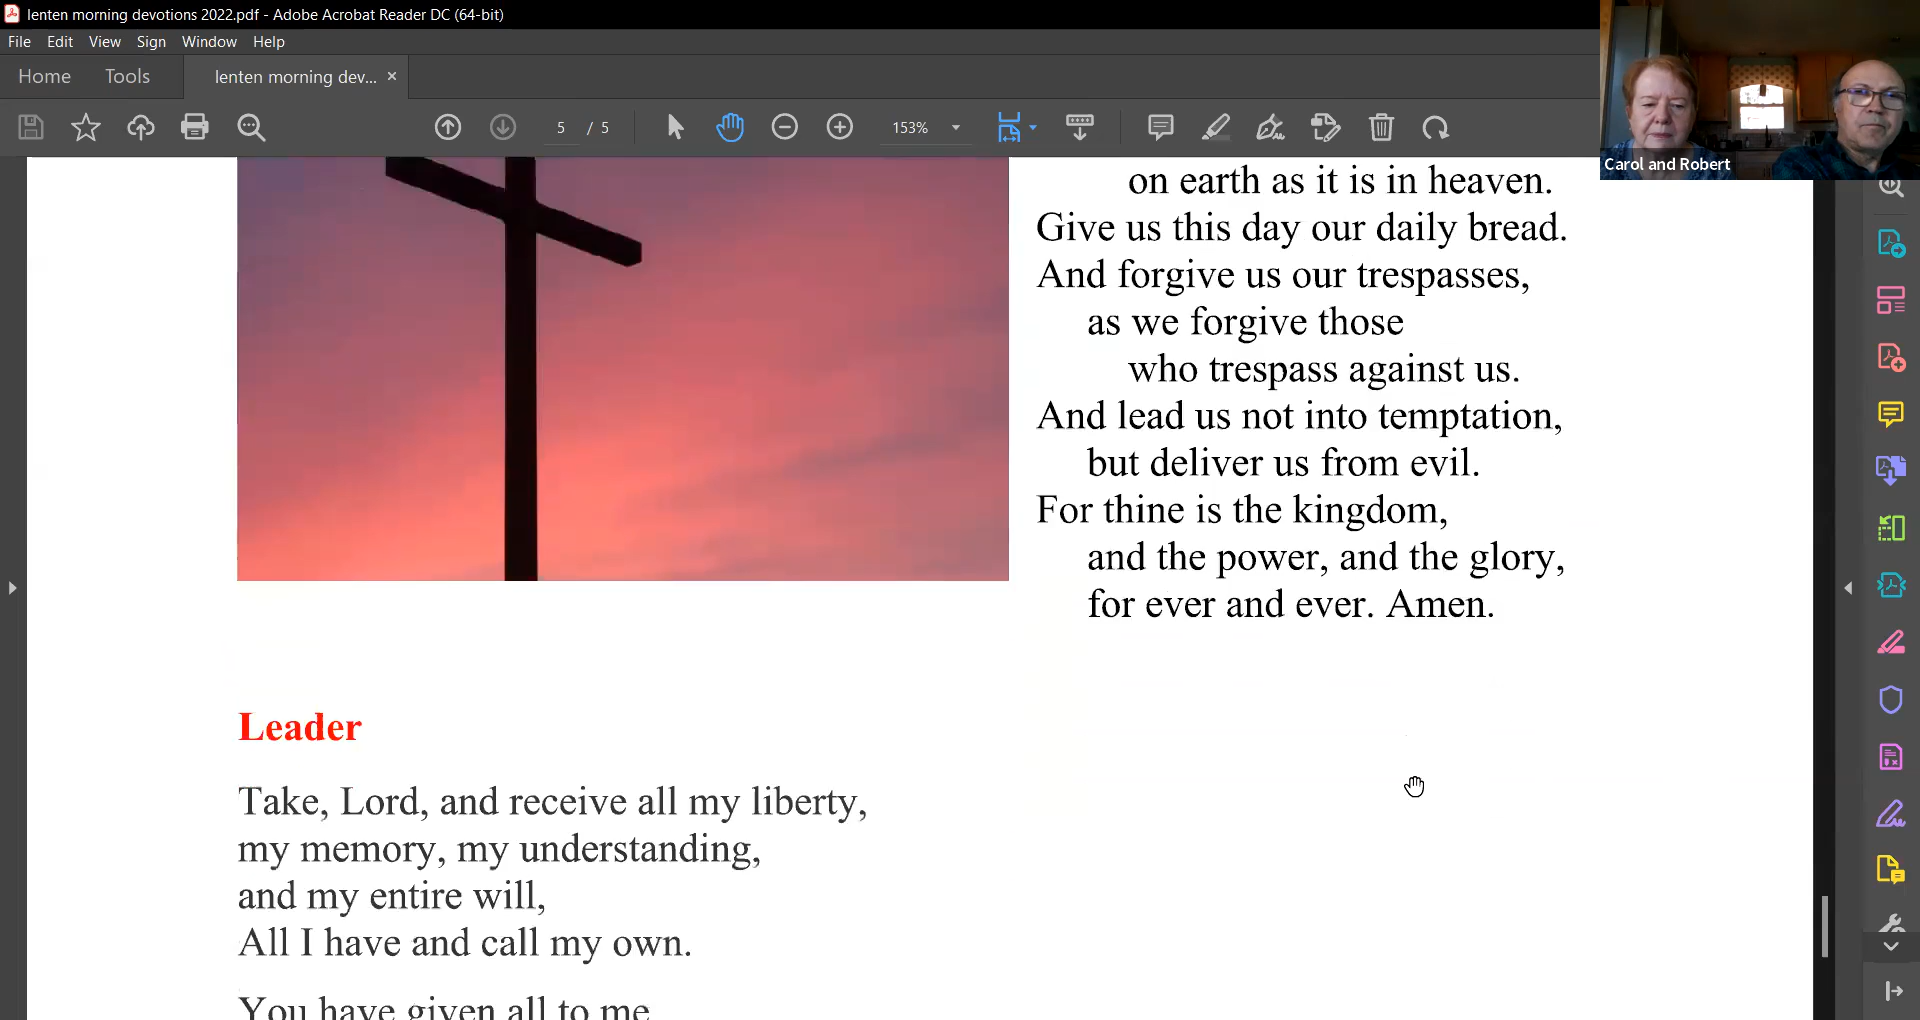 lenten morning devotions 2022.pdf - Adobe Acrobat Reader DC (64-bit)
File Edit View Sign Window Help
Home Tools lenten morning dev... ×
5 / 5 153%
Carol and Robert
on earth as it is in heaven.
Give us this day our daily bread.
And forgive us our trespasses,
as we forgive those
who trespass against us.
And lead us not into temptation,
but deliver us from evil.
For thine is the kingdom,
and the power, and the glory,
for ever and ever. Amen.
Leader
Take, Lord, and receive all my liberty,
my memory, my understanding,
and my entire will,
All I have and call my own.
You have given all to me